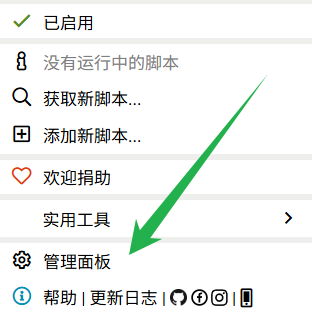 已启用
没有运行中的脚本
获取新脚本...
添加新脚本...
欢迎捐助
实用工具
管理面板
帮助 | 更新日志 | |